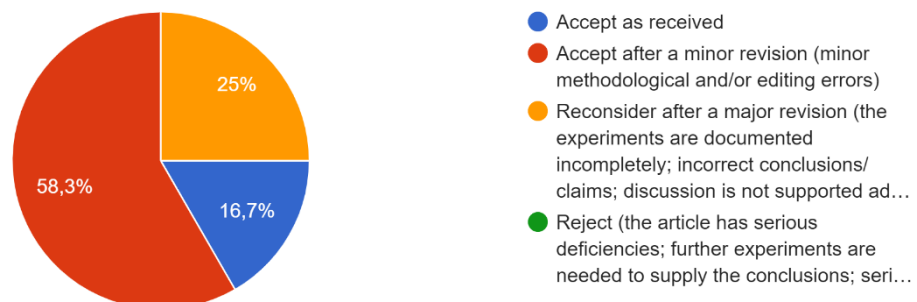 25%
58,3%
16,7%
Accept as received
Accept after a minor revision (minor
methodological and/or editing errors)
Reconsider after a major revision (the
experiments are documented
incompletely; incorrect conclusions/
claims; discussion is not supported ad…
Reject (the article has serious
deficiencies; further experiments are
needed to supply the conclusions; seri…